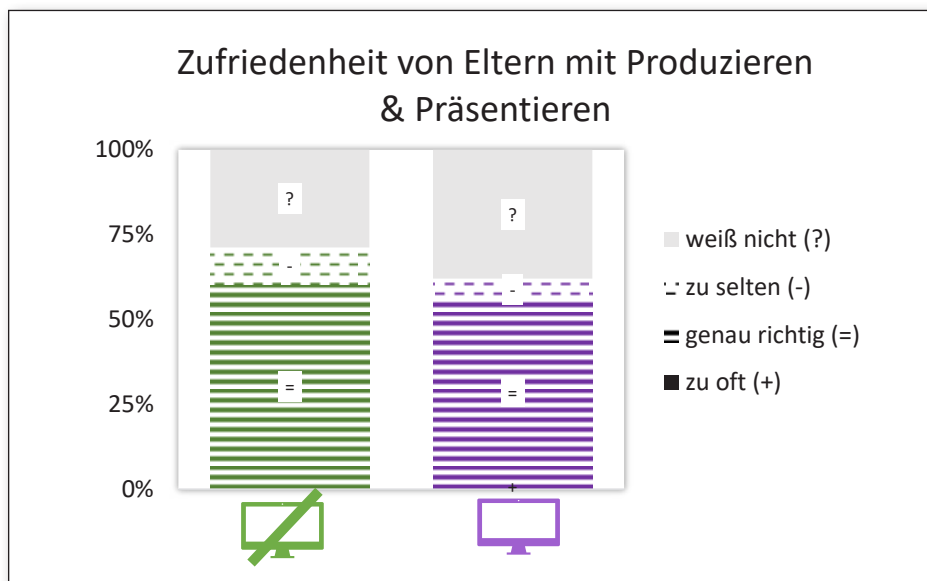 Zufriedenheit von Eltern mit Produzieren
& Präsentieren
100%
75%
50%
25%
0%
?
-
=
?
-
=
+
weiß nicht (?)
zu selten (-)
genau richtig (=)
zu oft (+)